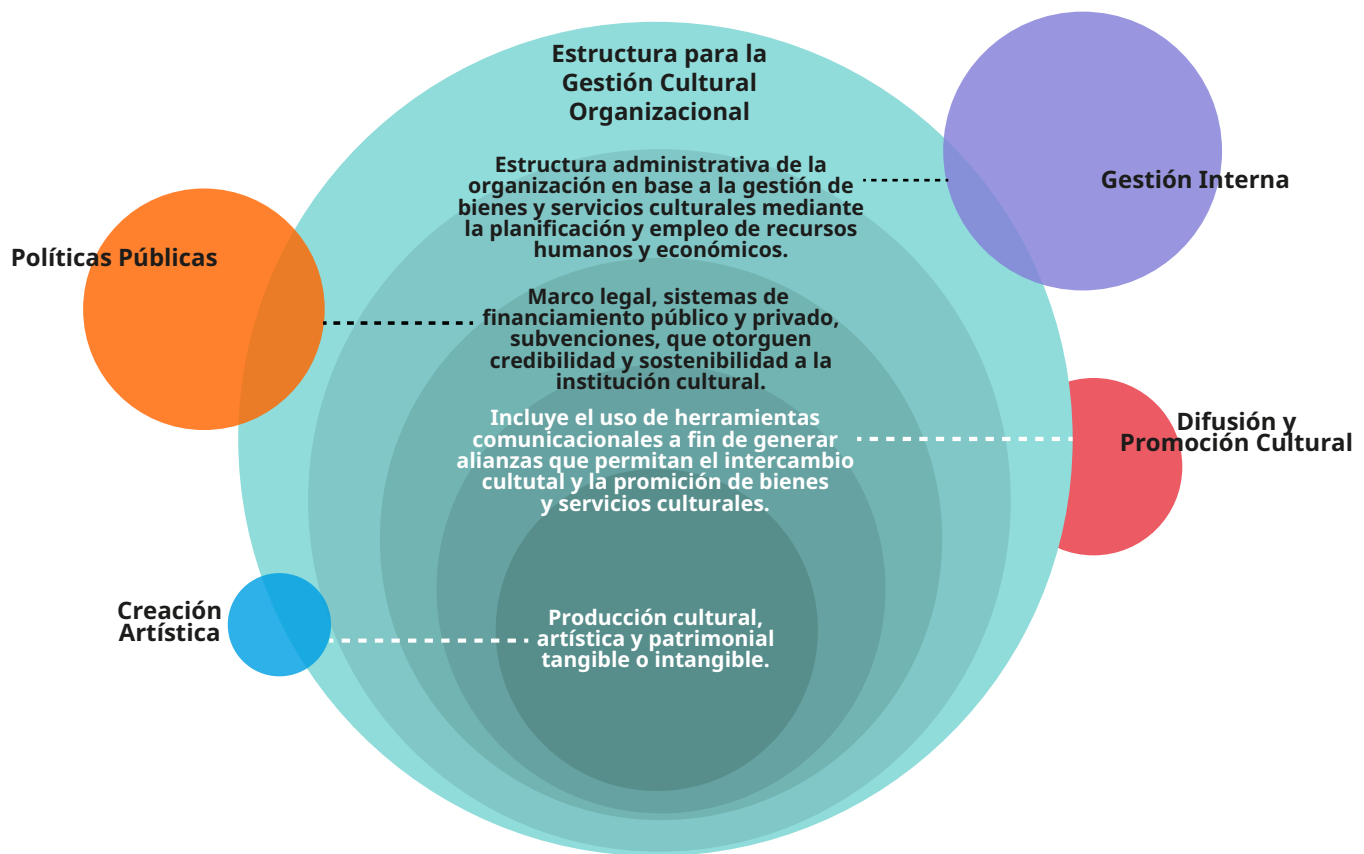 Estructura para la
Gestión Cultural
Organizacional
Estructura administrativa de la
organización en base a la gestión de
bienes y servicios culturales mediante
la planificación y empleo de recursos
humanos y económicos.
Gestión Interna
Políticas Públicas
Marco legal, sistemas de
financiamiento público y privado,
subvenciones, que otorguen
credibilidad y sostenibilidad a la
institución cultural.
Incluye el uso de herramientas
comunicacionales a fin de generar
alianzas que permitan el intercambio
cultutal y la promición de bienes
y servicios culturales.
Difusión y
Promoción Cultural
Creación
Artística
Producción cultural,
artística y patrimonial
tangible o intangible.